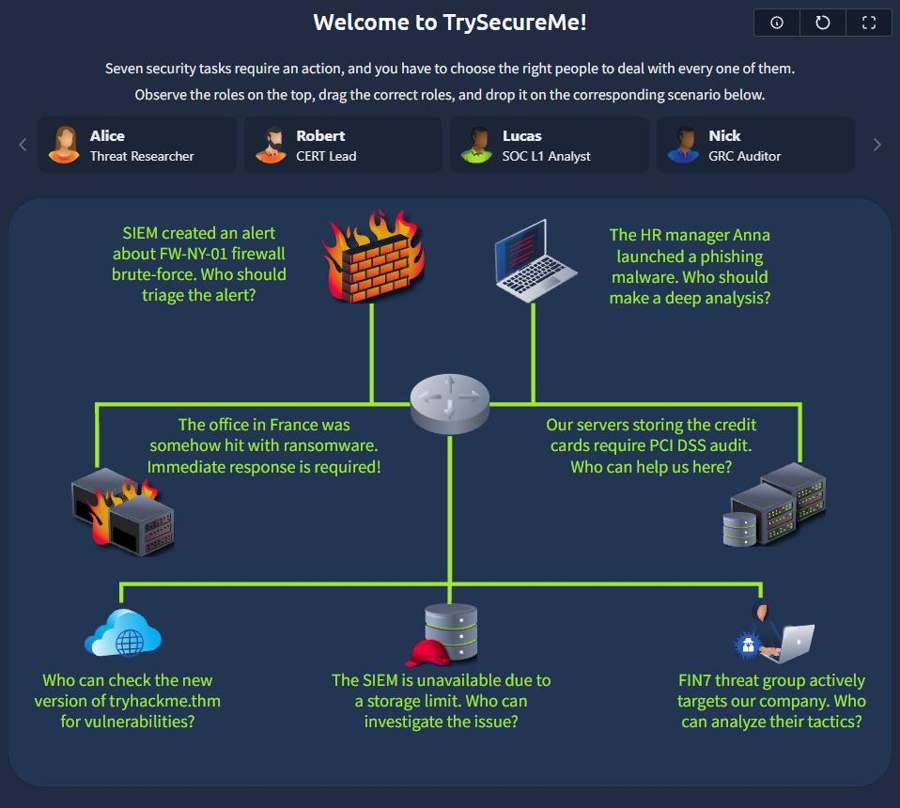 Welcome to TrySecureMe!
Seven security tasks require an action, and you have to choose the right people to deal with every one of them.
Observe the roles on the top, drag the correct roles, and drop it on the corresponding scenario below.
Alice
Threat Researcher
Robert
CERT Lead
Lucas
SOC L1 Analyst
Nick
GRC Auditor
SIEM created an alert
about FW-NY-01 firewall
brute-force. Who should
triage the alert?
The HR manager Anna
launched a phishing
malware. Who should
make a deep analysis?
The office in France was
somehow hit with ransomware.
Immediate response is required!
Our servers storing the credit
cards require PCI DSS audit.
Who can help us here?
Who can check the new
version of tryhackme.thm
for vulnerabilities?
The SIEM is unavailable due to
a storage limit. Who can
investigate the issue?
FIN7 threat group actively
targets our company. Who
can analyze their tactics?